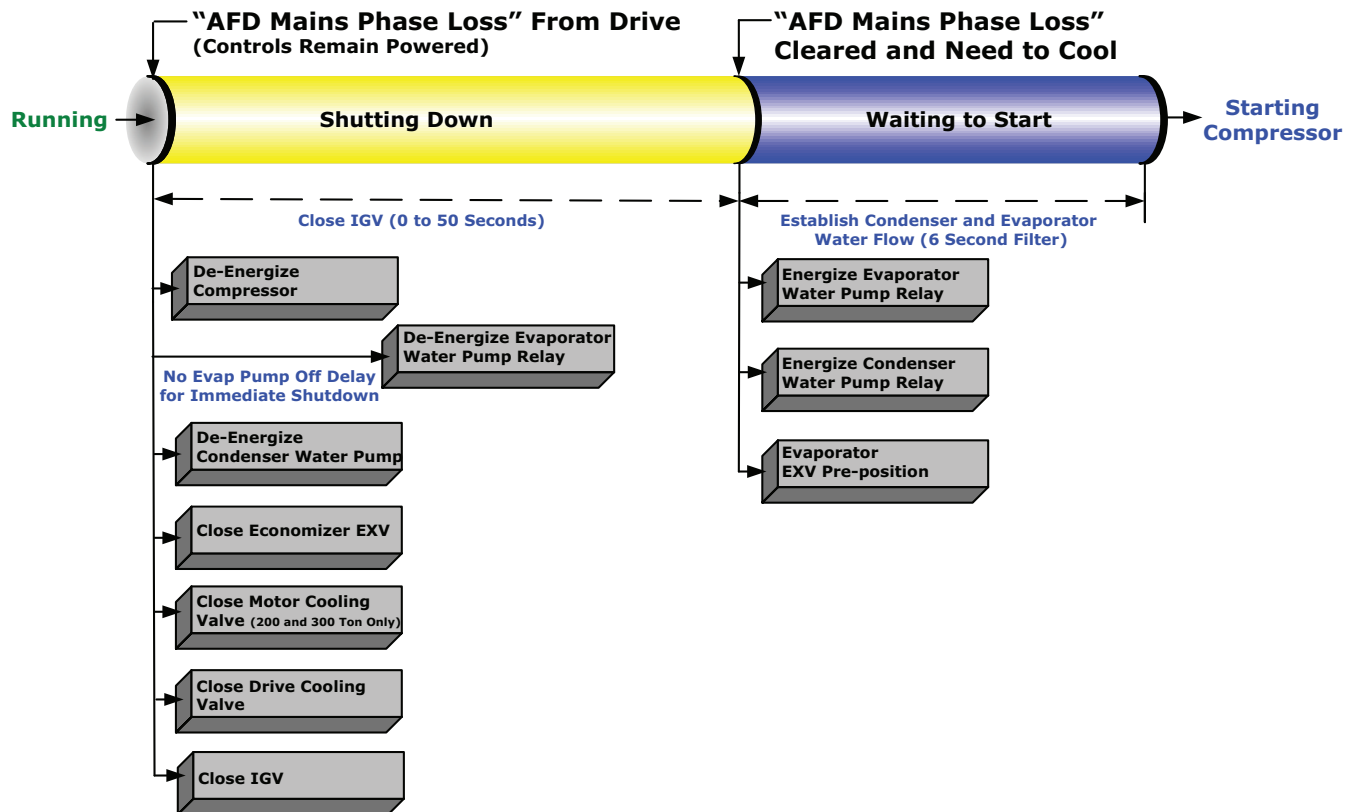 “AFD Mains Phase Loss” From Drive
(Controls Remain Powered)
“AFD Mains Phase Loss”
Cleared and Need to Cool
Running
Shutting Down
Waiting to Start
Starting
Compressor
Close IGV (0 to 50 Seconds)
Establish Condenser and Evaporator
Water Flow (6 Second Filter)
De-Energize
Compressor
De-Energize Evaporator
Water Pump Relay
No Evap Pump Off Delay
for Immediate Shutdown
De-Energize
Condenser Water Pump
Close Economizer EXV
Close Motor Cooling
Valve (200 and 300 Ton Only)
Close Drive Cooling
Valve
Close IGV
Energize Evaporator
Water Pump Relay
Energize Condenser
Water Pump Relay
Evaporator
EXV Pre-position